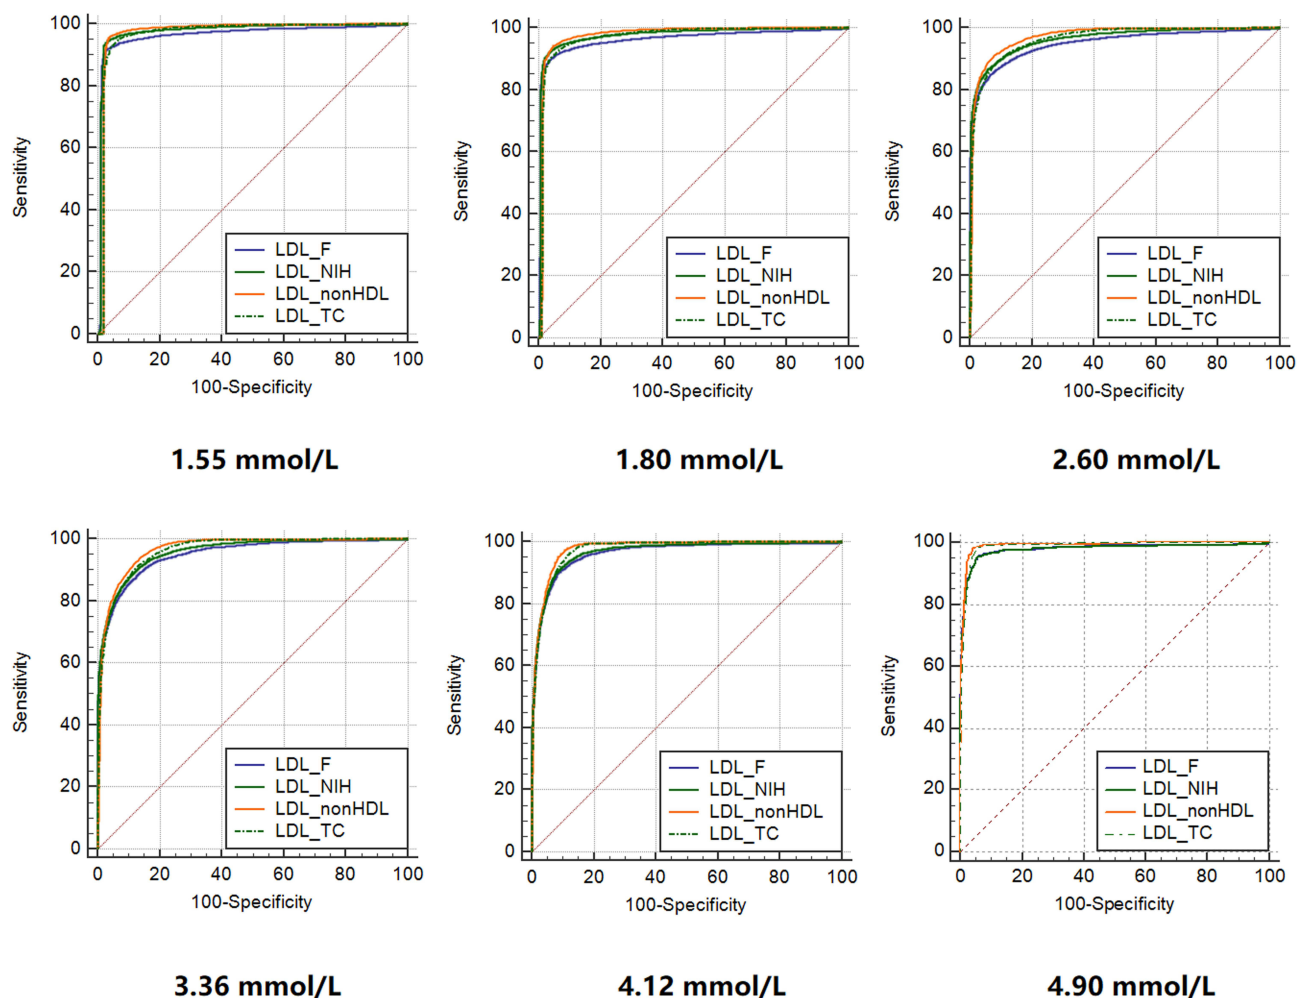 100
80
60
40
20
0
Sensitivity
LDL_F
LDL_NIH
LDL_nonHDL
LDL_TC
0 20 40 60 80 100
100-Specificity
1.55 mmol/L
100
80
60
40
20
0
Sensitivity
LDL_F
LDL_NIH
LDL_nonHDL
LDL_TC
0 20 40 60 80 100
100-Specificity
1.80 mmol/L
100
80
60
40
20
0
Sensitivity
LDL_F
LDL_NIH
LDL_nonHDL
LDL_TC
0 20 40 60 80 100
100-Specificity
2.60 mmol/L
100
80
60
40
20
0
Sensitivity
LDL_F
LDL_NIH
LDL_nonHDL
LDL_TC
0 20 40 60 80 100
100-Specificity
3.36 mmol/L
100
80
60
40
20
0
Sensitivity
LDL_F
LDL_NIH
LDL_nonHDL
LDL_TC
0 20 40 60 80 100
100-Specificity
4.12 mmol/L
100
80
60
40
20
0
Sensitivity
LDL_F
LDL_NIH
LDL_nonHDL
LDL_TC
0 20 40 60 80 100
100-Specificity
4.90 mmol/L